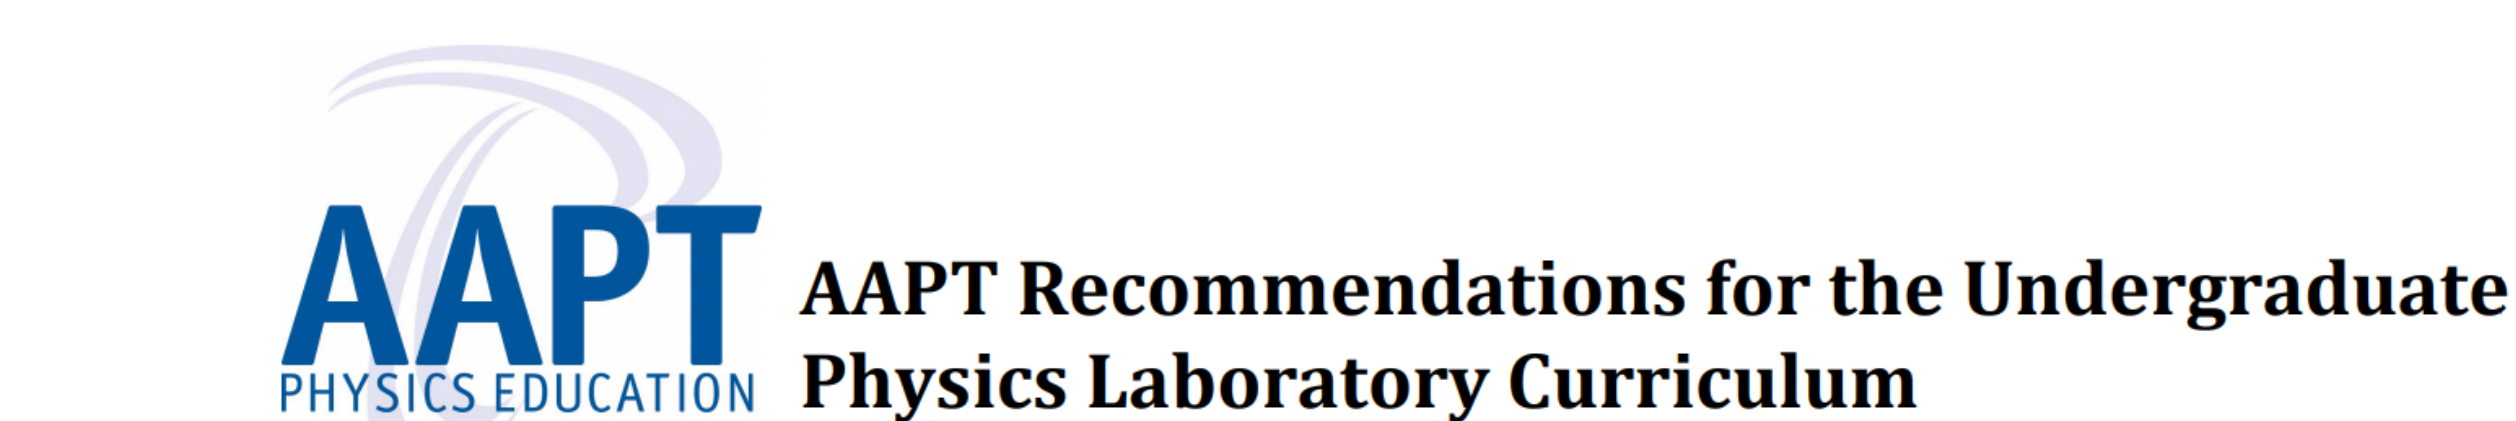 AAPT
PHYSICS EDUCATION
AAPT Recommendations for the Undergraduate
Physics Laboratory Curriculum